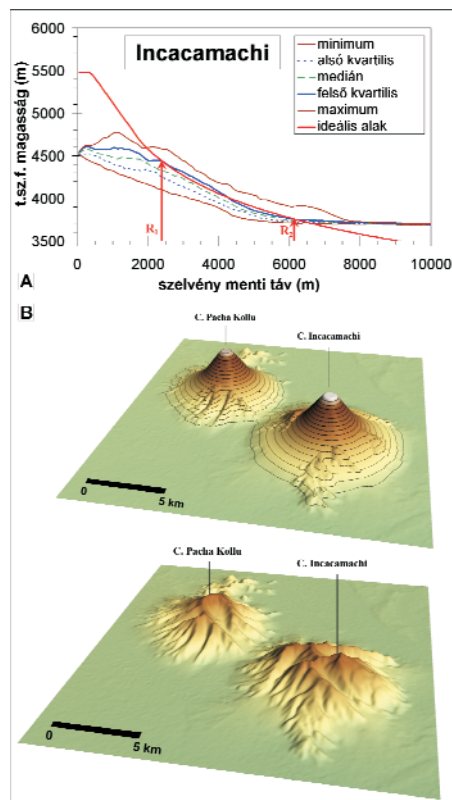 6000
Incacamachi
minimum
alsó kvartilis
medián
felső kvartilis
maximum
ideális alak
t.sz.f. magasság (m)
5500
5000
4500
4000
3500
R₁
R₂
0
2000
4000
6000
8000
10000
szelvény menti táv (m)
A
B
C. Pacha Kollu
C. Incacamachi
0
5 km
C. Pacha Kollu
C. Incacamachi
0
5 km